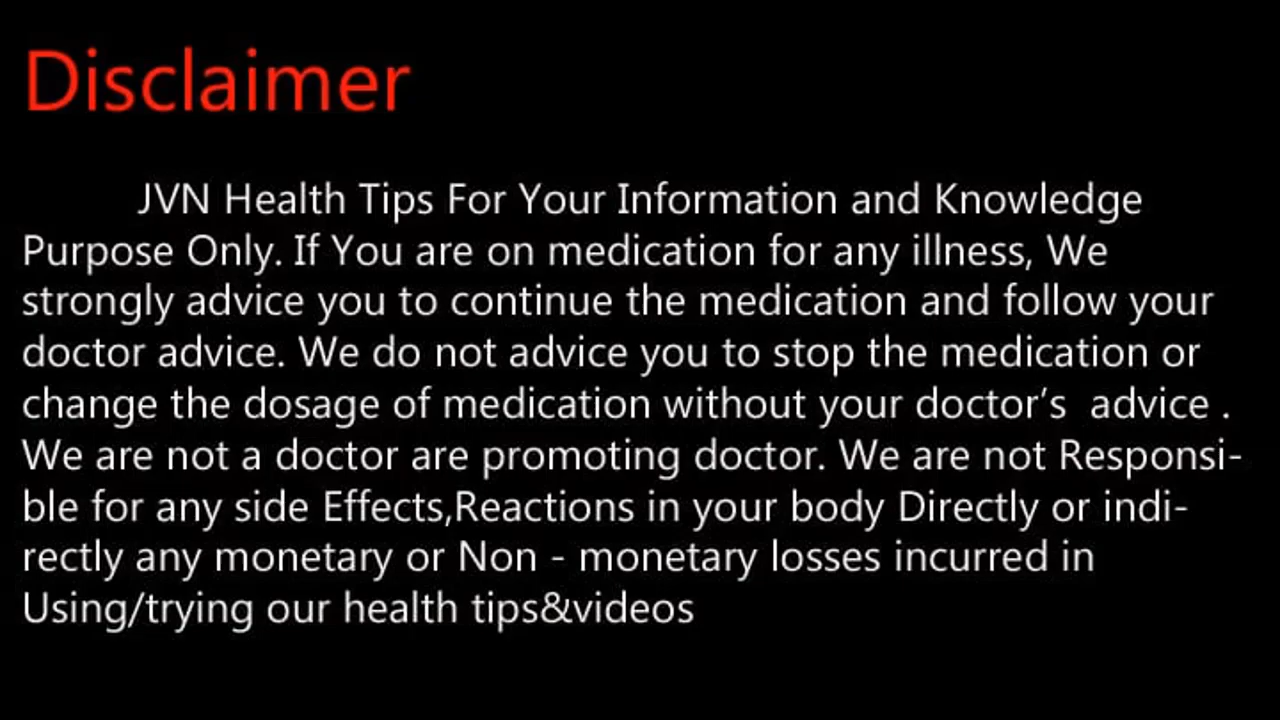 Disclaimer
JVN Health Tips For Your Information and Knowledge
Purpose Only. If You are on medication for any illness, We
strongly advice you to continue the medication and follow your
doctor advice. We do not advice you to stop the medication or
change the dosage of medication without your doctor’s  advice .
We are not a doctor are promoting doctor. We are not Responsi-
ble for any side Effects,Reactions in your body Directly or indi-
rectly any monetary or Non - monetary losses incurred in
Using/trying our health tips&videos